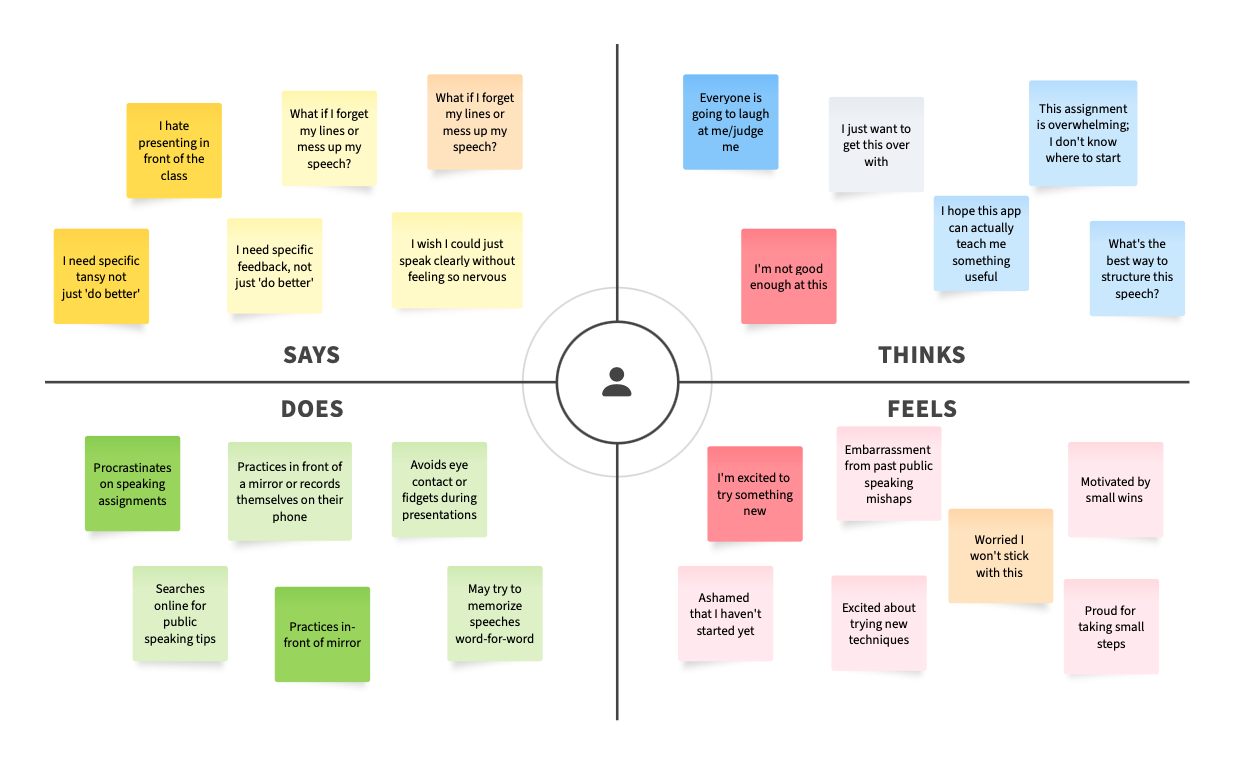 I hate
presenting in
front of the
class
What if I forget
my lines or
mess up my
speech?
What if I forget
my lines or
mess up my
speech?
I need specific
tansy not
just 'do better'
I need specific
feedback, not
just 'do better'
I wish I could just
speak clearly without
feeling so nervous
SAYS
Everyone is
going to laugh
at me/judge
me
I just want to
get this over
with
This assignment
is overwhelming;
I don't know
where to start
I'm not good
enough at this
I hope this app
can actually
teach me
something
useful
What's the
best way to
structure this
speech?
THINKS
DOES
Procrastinates
on speaking
assignments
Practices in front of
a mirror or records
themselves on their
phone
Avoids eye
contact or
fidgets during
presentations
Searches
online for
public
speaking tips
Practices in-
front of mirror
May try to
memorize
speeches
word-for-word
FEELS
I'm excited to
try something
new
Embarrassment
from past public
speaking
mishaps
Motivated by
small wins
Worried I
won't stick
with this
Ashamed
that I haven't
started yet
Excited about
trying new
techniques
Proud for
taking small
steps